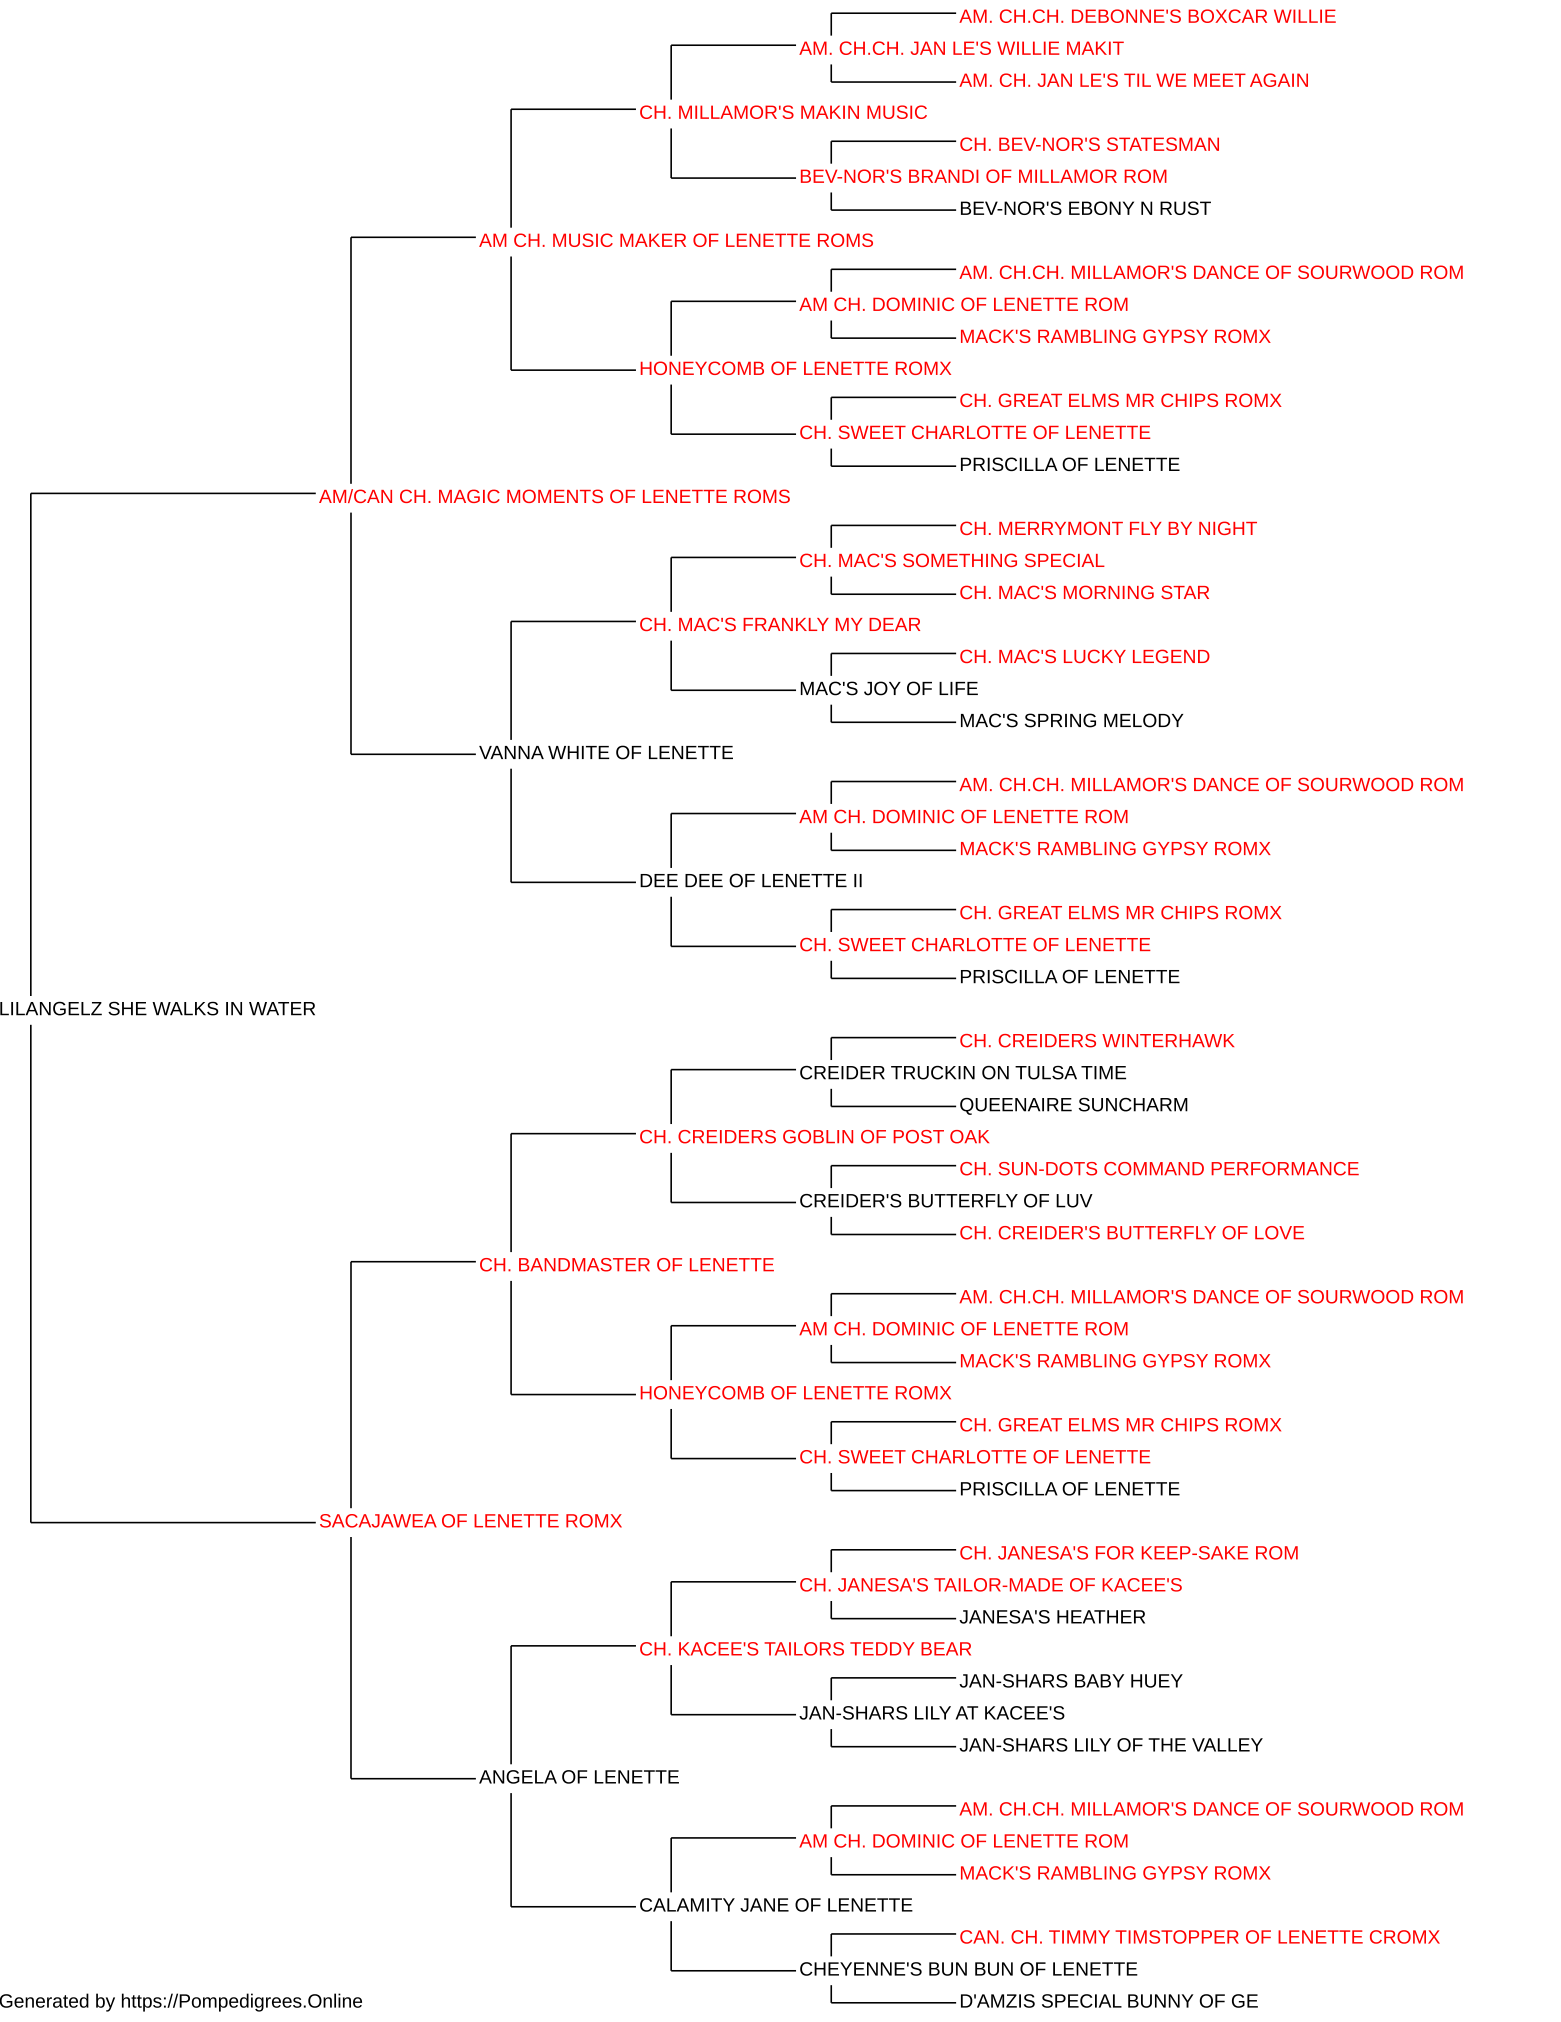 AM. CH.CH. DEBONNE'S BOXCAR WILLIE
AM. CH.CH. JAN LE'S WILLIE MAKIT
AM. CH. JAN LE'S TIL WE MEET AGAIN
CH. MILLAMOR'S MAKIN MUSIC
CH. BEV-NOR'S STATESMAN
BEV-NOR'S BRANDI OF MILLAMOR ROM
BEV-NOR'S EBONY N RUST
AM CH. MUSIC MAKER OF LENETTE ROMS
AM. CH.CH. MILLAMOR'S DANCE OF SOURWOOD ROM
AM CH. DOMINIC OF LENETTE ROM
MACK'S RAMBLING GYPSY ROMX
HONEYCOMB OF LENETTE ROMX
CH. GREAT ELMS MR CHIPS ROMX
CH. SWEET CHARLOTTE OF LENETTE
PRISCILLA OF LENETTE
AM/CAN CH. MAGIC MOMENTS OF LENETTE ROMS
CH. MERRYMONT FLY BY NIGHT
CH. MAC'S SOMETHING SPECIAL
CH. MAC'S MORNING STAR
CH. MAC'S FRANKLY MY DEAR
CH. MAC'S LUCKY LEGEND
MAC'S JOY OF LIFE
MAC'S SPRING MELODY
VANNA WHITE OF LENETTE
AM. CH.CH. MILLAMOR'S DANCE OF SOURWOOD ROM
AM CH. DOMINIC OF LENETTE ROM
MACK'S RAMBLING GYPSY ROMX
DEE DEE OF LENETTE II
CH. GREAT ELMS MR CHIPS ROMX
CH. SWEET CHARLOTTE OF LENETTE
PRISCILLA OF LENETTE
LILANGELZ SHE WALKS IN WATER
CH. CREIDERS WINTERHAWK
CREIDER TRUCKIN ON TULSA TIME
QUEENAIRE SUNCHARM
CH. CREIDERS GOBLIN OF POST OAK
CH. SUN-DOTS COMMAND PERFORMANCE
CREIDER'S BUTTERFLY OF LUV
CH. CREIDER'S BUTTERFLY OF LOVE
CH. BANDMASTER OF LENETTE
AM. CH.CH. MILLAMOR'S DANCE OF SOURWOOD ROM
AM CH. DOMINIC OF LENETTE ROM
MACK'S RAMBLING GYPSY ROMX
HONEYCOMB OF LENETTE ROMX
CH. GREAT ELMS MR CHIPS ROMX
CH. SWEET CHARLOTTE OF LENETTE
PRISCILLA OF LENETTE
SACAJAWEA OF LENETTE ROMX
CH. JANESA'S FOR KEEP-SAKE ROM
CH. JANESA'S TAILOR-MADE OF KACEE'S
JANESA'S HEATHER
CH. KACEE'S TAILORS TEDDY BEAR
JAN-SHARS BABY HUEY
JAN-SHARS LILY AT KACEE'S
JAN-SHARS LILY OF THE VALLEY
ANGELA OF LENETTE
AM. CH.CH. MILLAMOR'S DANCE OF SOURWOOD ROM
AM CH. DOMINIC OF LENETTE ROM
MACK'S RAMBLING GYPSY ROMX
CALAMITY JANE OF LENETTE
CAN. CH. TIMMY TIMSTOPPER OF LENETTE CROMX
CHEYENNE'S BUN BUN OF LENETTE
D'AMZIS SPECIAL BUNNY OF GE
Generated by https://Pompedigrees.Online